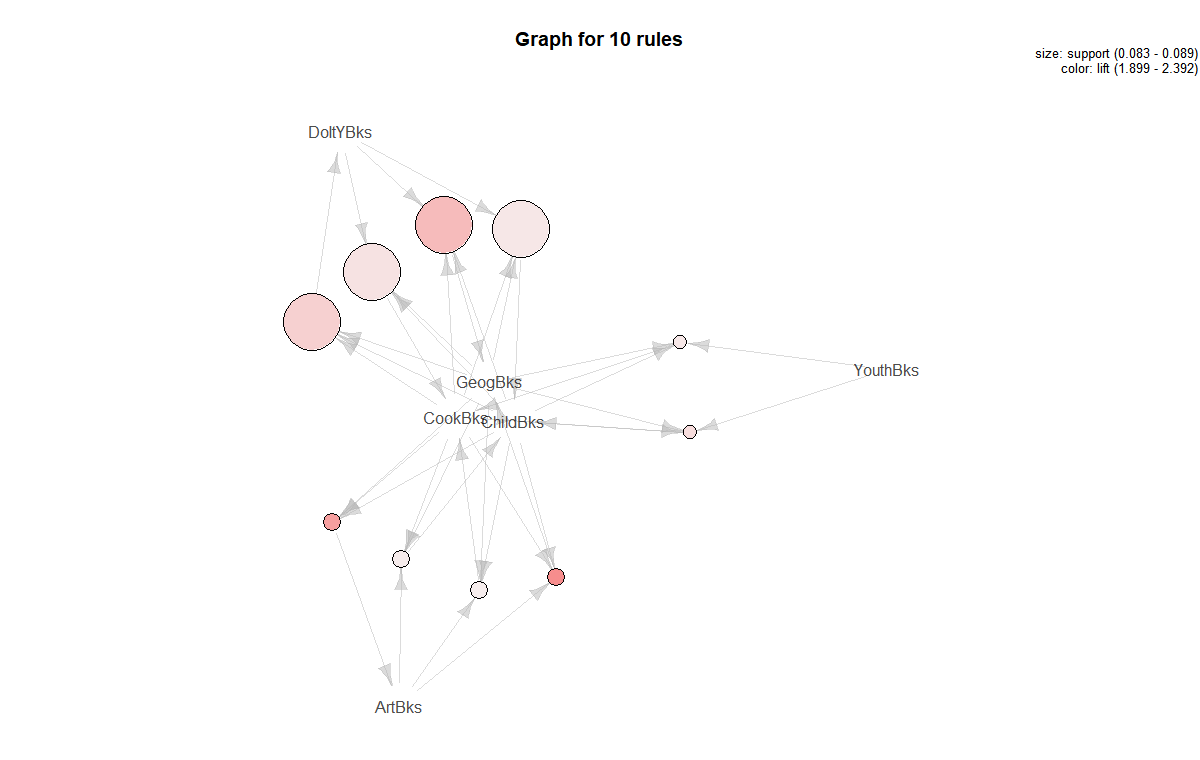 Graph for 10 rules
size: support (0.083 - 0.089)
color: lift (1.899 - 2.392)
DoItYBks
GeogBks
YouthBks
CookBks
ChildBks
ArtBks